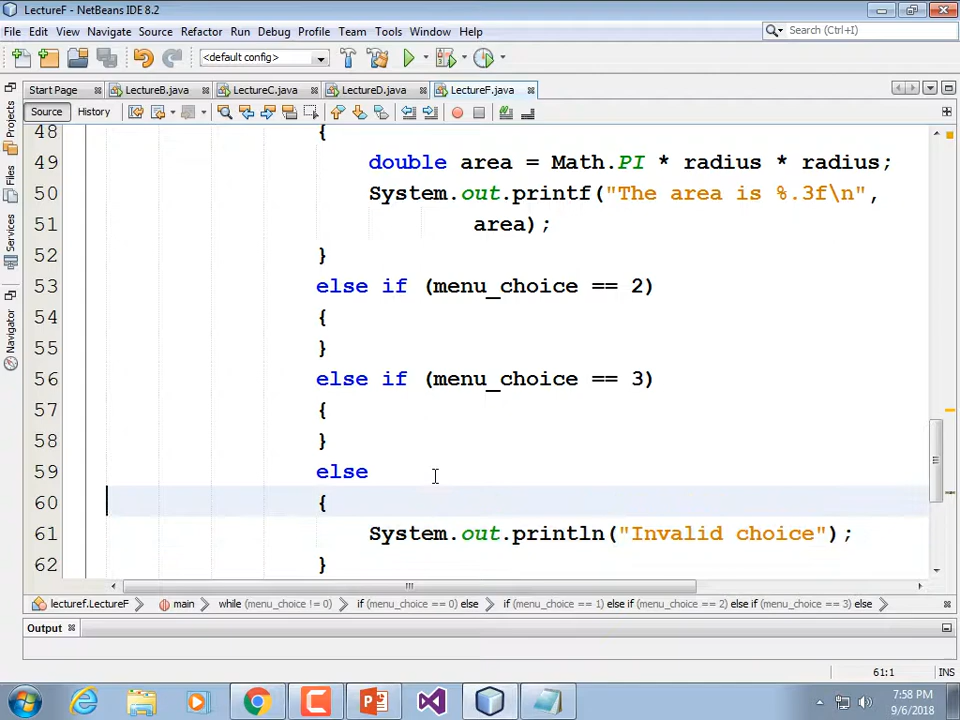 LectureF - NetBeans IDE 8.2
File Edit View Navigate Source Refactor Run Debug Profile Team Tools Window Help
Search (Ctrl+I)
<default config>
Start Page LectureB.java LectureC.java LectureD.java LectureF.java
Source History
Projects
Files
Services
Navigator
48 {
49 double area = Math.PI * radius * radius;
50 System.out.printf("The area is %.3f\n",
51 area);
52 }
53 else if (menu_choice == 2)
54 {
55 }
56 else if (menu_choice == 3)
57 {
58 }
59 else
60 {
61 System.out.println("Invalid choice");
62 }
lecturef.LectureF main while (menu_choice != 0) if (menu_choice == 0) else if (menu_choice == 1) else if (menu_choice == 2) else if (menu_choice == 3) else
Output
61:1 INS
7:58 PM
9/6/2018